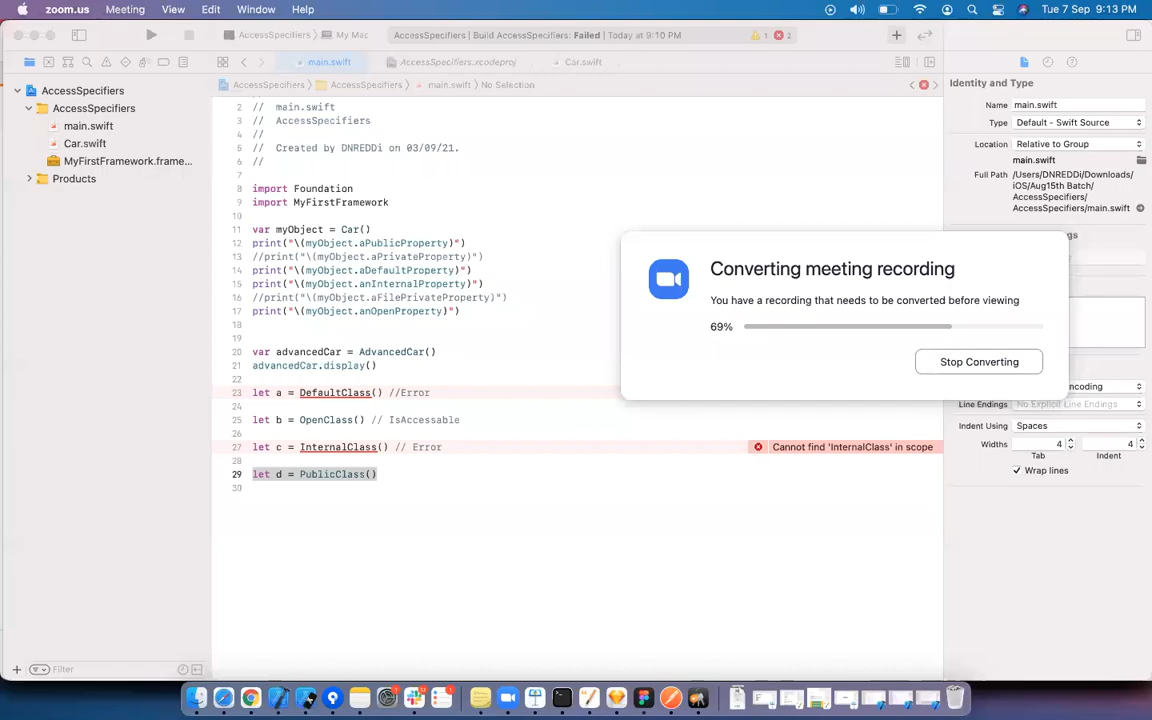 zoom.us Meeting View Edit Window Help Tue 7 Sep 9:13 PM
AccessSpecifiers My Mac AccessSpecifiers | Build AccessSpecifiers: Failed | Today at 9:10 PM 1 2
main.swift AccessSpecifiers.xcodeproj Car.swift
AccessSpecifiers
AccessSpecifiers
main.swift
Car.swift
MyFirstFramework.frame...
Products
Filter
AccessSpecifiers AccessSpecifiers main.swift No Selection
2 // main.swift
3 // AccessSpecifiers
4 //
5 // Created by DNREDDi on 03/09/21.
6 //
7
8 import Foundation
9 import MyFirstFramework
10
11 var myObject = Car()
12 print("\(myObject.aPublicProperty)")
13 //print("\(myObject.aPrivateProperty)")
14 print("\(myObject.aDefaultProperty)")
15 print("\(myObject.anInternalProperty)")
16 //print("\(myObject.aFilePrivateProperty)")
17 print("\(myObject.anOpenProperty)")
18
19
20 var advancedCar = AdvancedCar()
21 advancedCar.display()
22
23 let a = DefaultClass() //Error
24
25 let b = OpenClass() // IsAccessable
26
27 let c = InternalClass() // Error Cannot find 'InternalClass' in scope
28
29 let d = PublicClass()
30
Converting meeting recording
You have a recording that needs to be converted before viewing
69%
Stop Converting
Identity and Type
Name main.swift
Type Default - Swift Source
Location Relative to Group
main.swift
Full Path /Users/DNREDDi/Downloads/
iOS/Aug15th Batch/
AccessSpecifiers/
AccessSpecifiers/main.swift
Line Endings No Explicit Line Endings
Indent Using Spaces
Widths 4 4
Tab Indent
Wrap lines